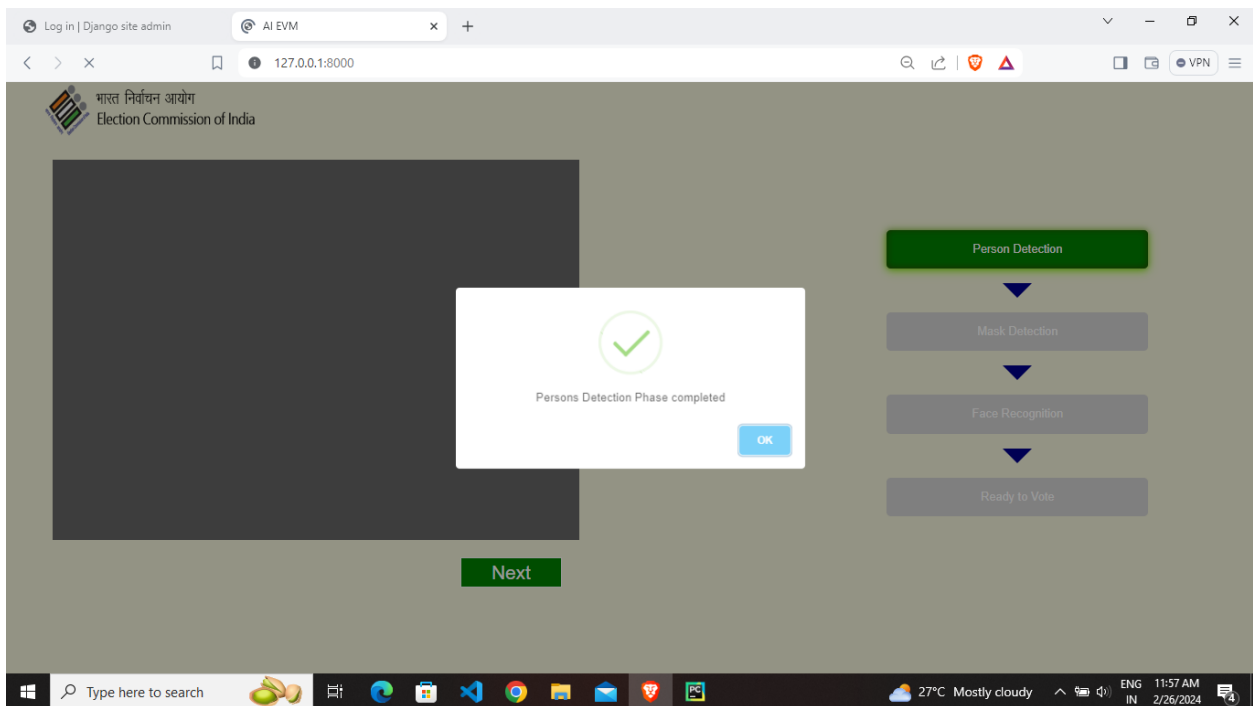 Log in | Django site admin
AI EVM
127.0.0.1:8000
VPN
भारत निर्वाचन आयोग
Election Commission of India
Person Detection
Mask Detection
Face Recognition
Ready to Vote
Persons Detection Phase completed
OK
Next
Type here to search
PC
27°C Mostly cloudy
ENG
IN
11:57 AM
2/26/2024
4